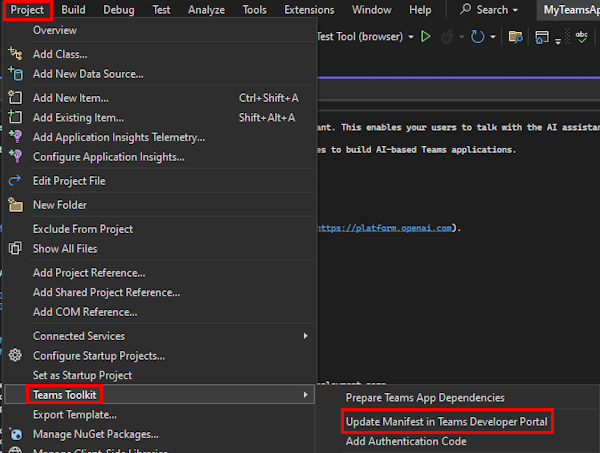 Project Build Debug Test Analyze Tools Extensions Window Help Search MyTeamsAp
Overview
Test Tool (browser)
Add Class...
Add New Data Source...
Add New Item... Ctrl+Shift+A
Add Existing Item... Shift+Alt+A
ant. This enables your users to talk with the AI assistan
Add Application Insights Telemetry...
es to build AI-based Teams applications.
Configure Application Insights...
Edit Project File
New Folder
Exclude From Project
https://platform.openai.com).
Show All Files
Add Project Reference...
Add Shared Project Reference...
Add COM Reference...
Connected Services
Configure Startup Projects...
Set as Startup Project
Teams Toolkit
Prepare Teams App Dependencies
Export Template...
Update Manifest in Teams Developer Portal
Manage NuGet Packages...
Add Authentication Code
Manage Client-Side Libraries...